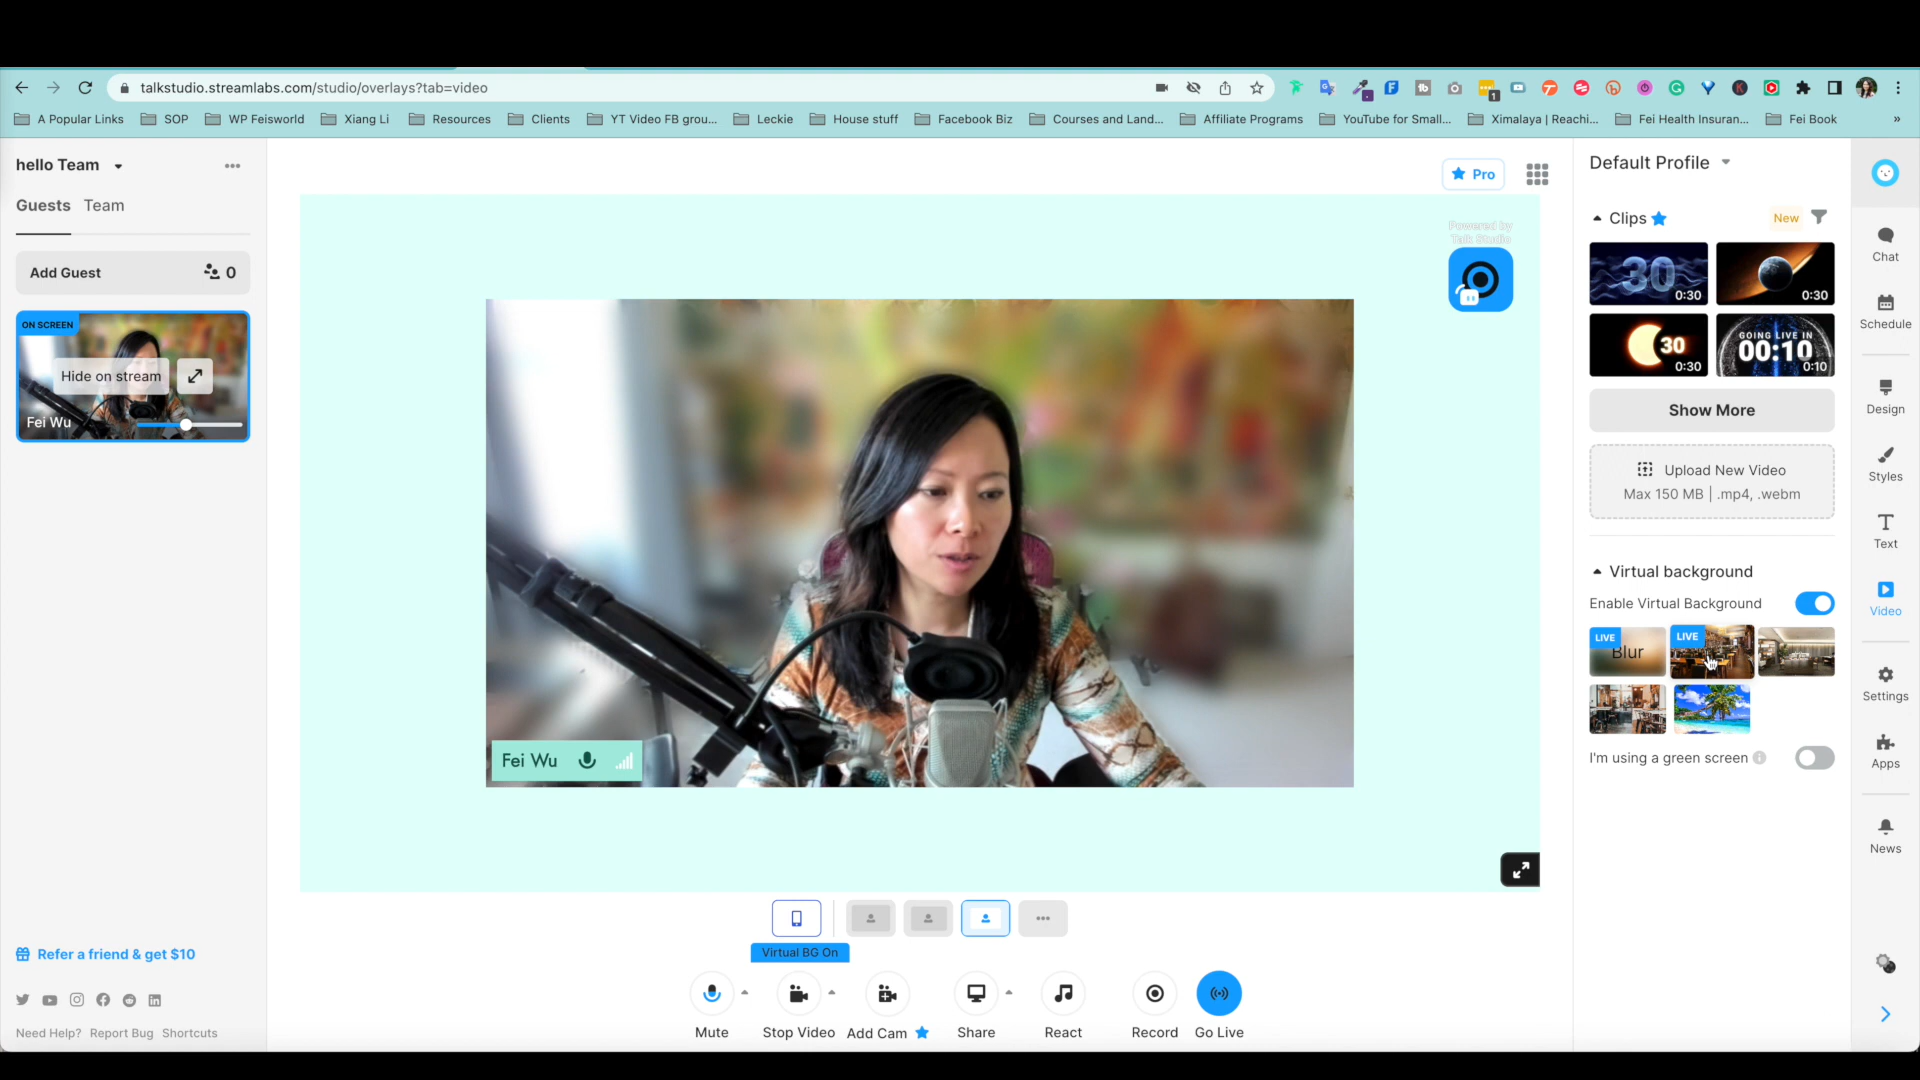 talkstudio.streamlabs.com/studio/overlays?tab=video
1
A Popular Links SOP WP Feisworld Xiang Li Resources Clients YT Video FB grou... Leckie House stuff Facebook Biz Courses and Land... Affiliate Programs YouTube for Small... Ximalaya | Reachi... Fei Health Insuran... Fei Book »
hello Team
Guests Team
Add Guest 0
ON SCREEN
Hide on stream
Fei Wu
Refer a friend & get $10
Need Help? Report Bug Shortcuts
Pro
Powered by
Talk Studio
Fei Wu
Virtual BG On
Mute Stop Video Add Cam Share React Record Go Live
Default Profile
Clips New
30 0:30
0:30
30 0:30
GOING LIVE IN
00:10
0:10
Show More
Upload New Video
Max 150 MB | .mp4, .webm
Virtual background
Enable Virtual Background
LIVE Blur
LIVE
I'm using a green screen
Chat
Schedule
Design
Styles
Text
Video
Settings
Apps
News